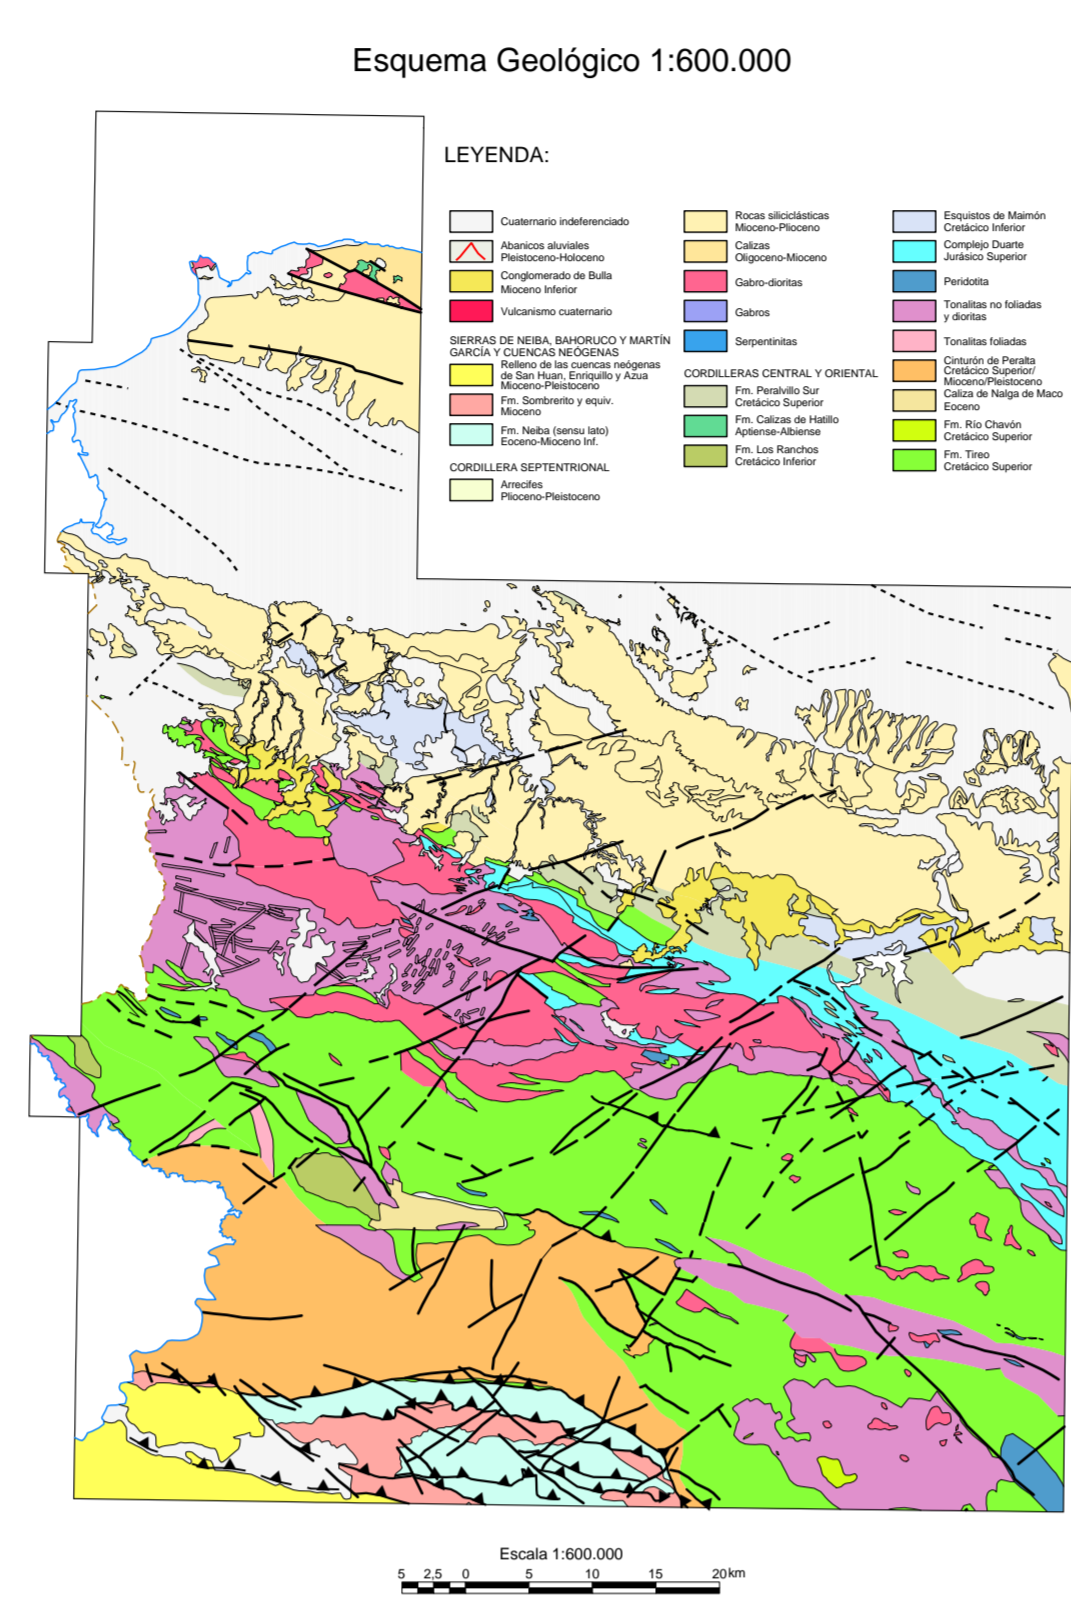 Esquema Geológico 1:600.000
LEYENDA:
Cuaternario indeferenciado
Abanicos aluviales
Pleistoceno-Holoceno
Conglomerado de Bulla
Mioceno Inferior
Vulcanismo cuaternario
SIERRAS DE NEIBA, BAHORUCO Y MARTÍN
GARCÍA Y CUENCAS NEÓGENAS
Relleno de las cuencas neógenas
de San Huan, Enriquillo y Azua
Mioceno-Pleistoceno
Fm. Sombrerito y equiv.
Mioceno
Fm. Neiba (sensu lato)
Eoceno-Mioceno Inf.
CORDILLERA SEPTENTRIONAL
Arrecifes
Plioceno-Pleistoceno
Rocas siliciclásticas
Mioceno-Plioceno
Calizas
Oligoceno-Mioceno
Gabro-dioritas
Gabros
Serpentinitas
CORDILLERAS CENTRAL Y ORIENTAL
Fm. Peralvillo Sur
Cretácico Superior
Fm. Calizas de Hatillo
Aptiense-Albiense
Fm. Los Ranchos
Cretácico Inferior
Esquistos de Maimón
Cretácico Inferior
Complejo Duarte
Jurásico Superior
Peridotita
Tonalitas no foliadas
y dioritas
Tonalitas foliadas
Cinturón de Peralta
Cretácico Superior/
Mioceno/Pleistoceno
Caliza de Nalga de Maco
Eoceno
Fm. Río Chavón
Cretácico Superior
Fm. Tireo
Cretácico Superior
Escala 1:600.000
5 2,5 0 5 10 15 20 km